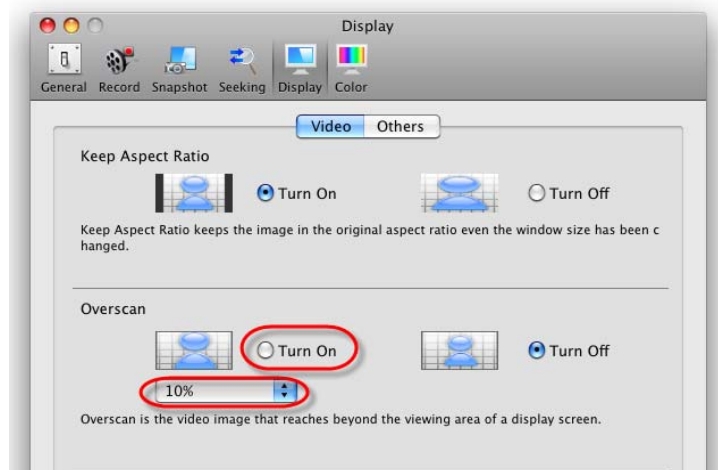 Display
General Record Snapshot Seeking Display Color
Video Others
Keep Aspect Ratio
Turn On Turn Off
Keep Aspect Ratio keeps the image in the original aspect ratio even the window size has been c
hanged.
Overscan
Turn On Turn Off
10%
Overscan is the video image that reaches beyond the viewing area of a display screen.